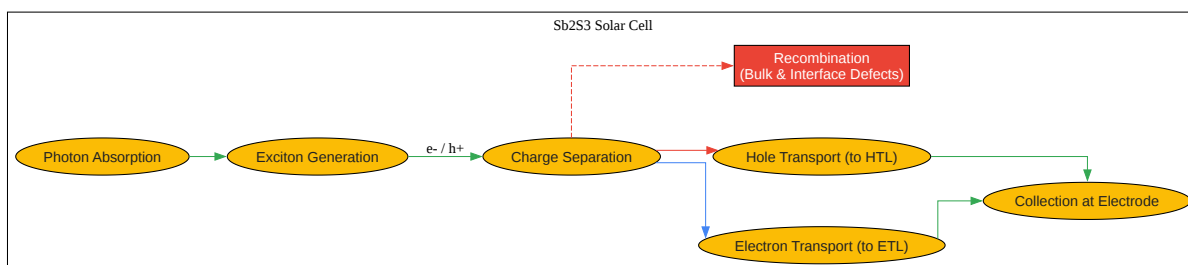 Sb2S3 Solar Cell
Recombination
(Bulk & Interface Defects)
Photon Absorption
Exciton Generation
e- / h+
Charge Separation
Hole Transport (to HTL)
Collection at Electrode
Electron Transport (to ETL)